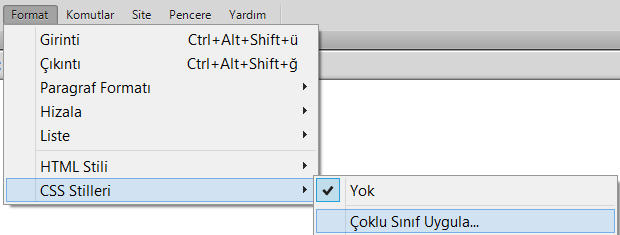 Format Komutlar Site Pencere Yardım
Girinti Ctrl+Alt+Shift+ü
Çıkıntı Ctrl+Alt+Shift+ğ
Paragraf Formatı
Hizala
Liste
HTML Stili
CSS Stilleri
Yok
Çoklu Sınıf Uygula...